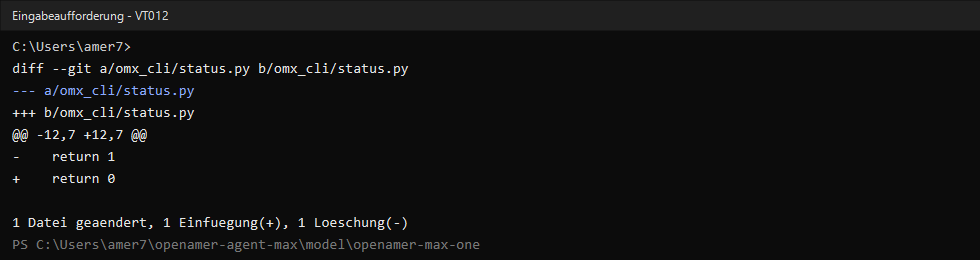 Eingabeaufforderung - VT012
C:\Users\amer7>
diff --git a/omx_cli/status.py b/omx_cli/status.py
--- a/omx_cli/status.py
+++ b/omx_cli/status.py
@@ -12,7 +12,7 @@
-    return 1
+    return 0

1 Datei geaendert, 1 Einfuegung(+), 1 Loeschung(-)
PS C:\Users\amer7\openamer-agent-max\model\openamer-max-one